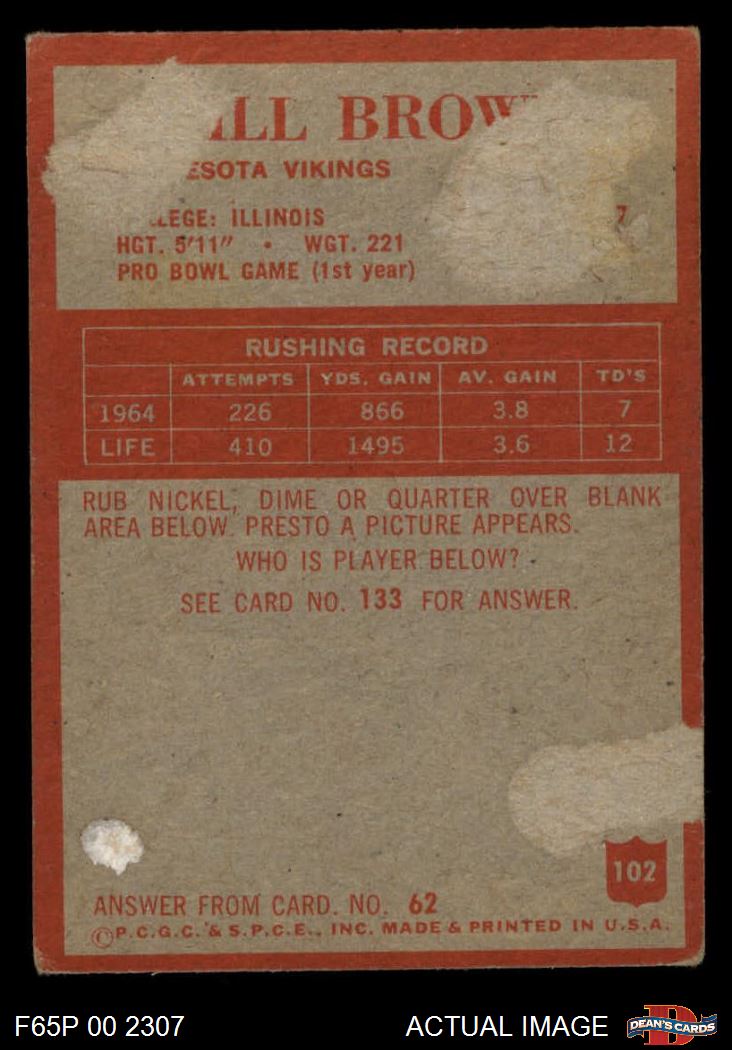 ILL BROW
ESOTA VIKINGS
LEGE: ILLINOIS 7
HGT. 5'11" • WGT. 221
PRO BOWL GAME (1st year)
RUSHING RECORD
ATTEMPTS YDS. GAIN AV. GAIN TD'S
1964 226 866 3.8 7
LIFE 410 1495 3.6 12
RUB NICKEL, DIME OR QUARTER OVER BLANK
AREA BELOW. PRESTO A PICTURE APPEARS.
WHO IS PLAYER BELOW?
SEE CARD NO. 133 FOR ANSWER.
102
ANSWER FROM CARD. NO. 62
©P.C.G.C. & S.P.C.E., INC. MADE & PRINTED IN U.S.A.
F65P 00 2307 ACTUAL IMAGE D DEAN'S CARDS